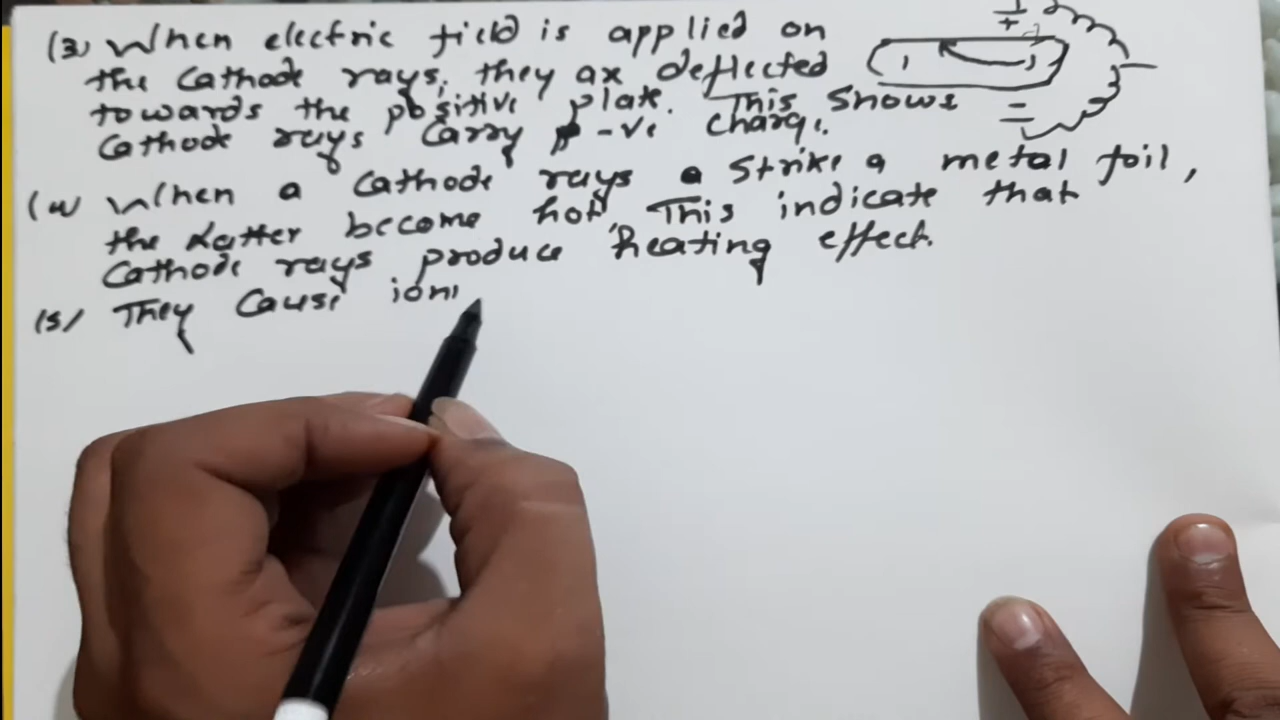 (3) When electric field is applied on
the Cathode rays, they are deflected
towards the positive plate. This shows
Cathode rays carry -ve charge.
(4) When a cathode rays strike a metal foil,
the latter become hot. This indicate that
Cathode rays produce heating effect.
(5) They cause ioni
+